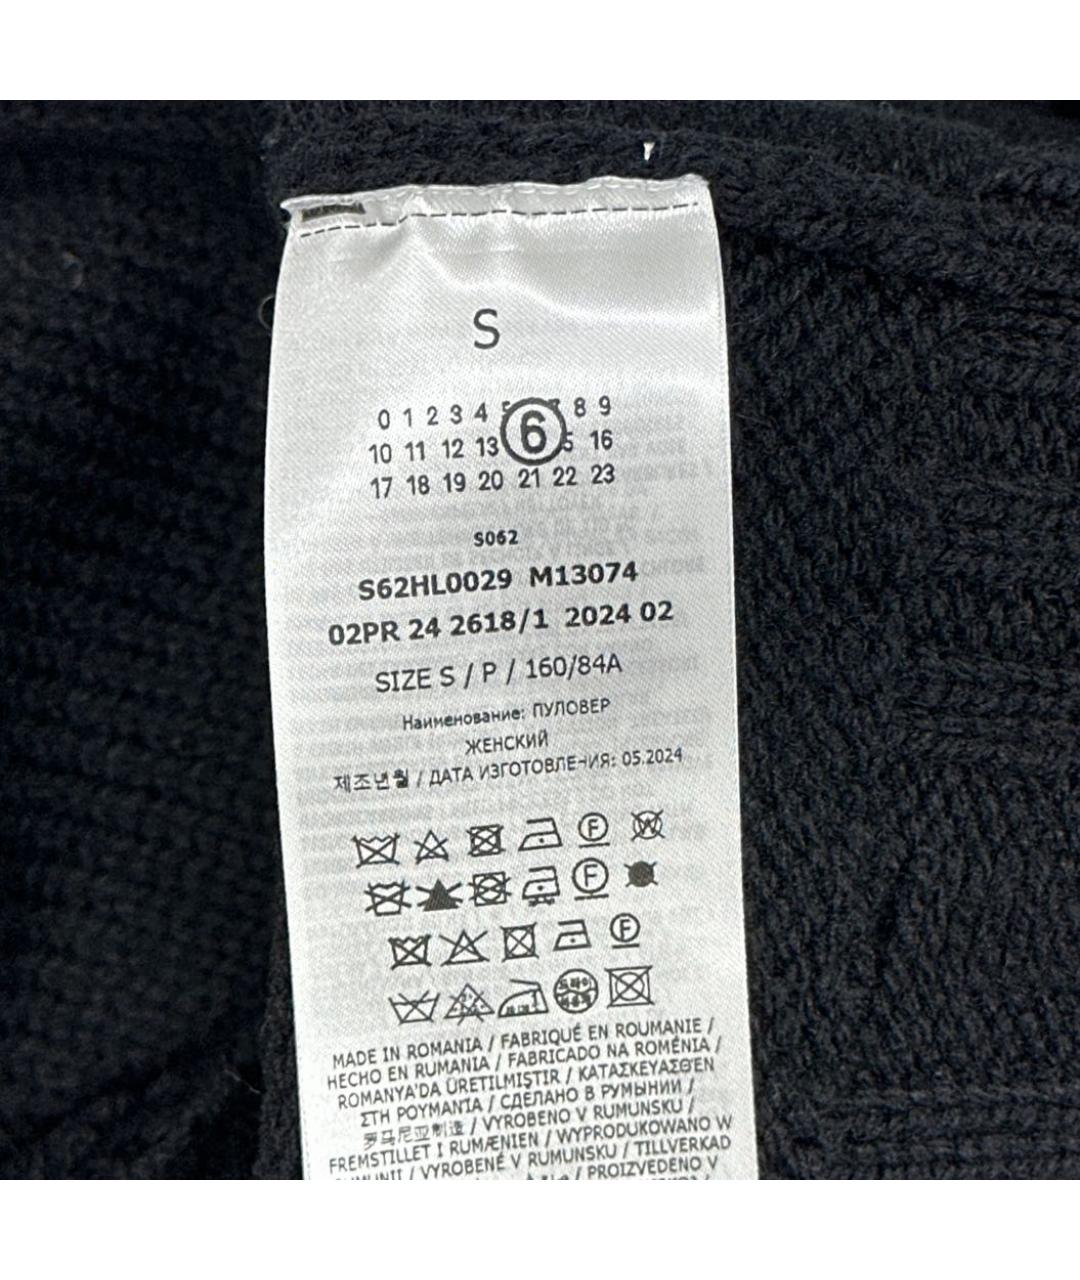 S
0 1 2 3 4 6 8 9
10 11 12 13 16
17 18 19 20 21 22 23
S062
S62HL0029 M13074
02PR 24 2618/1 2024 02
SIZE S / P / 160/84A
Наименование: ПУЛОВЕР
ЖЕНСКИЙ
제조년월 / ДАТА ИЗГОТОВЛЕНИЯ: 05.2024
F W
F
F
MADE IN ROMANIA / FABRIQUÉ EN ROUMANIE /
HECHO EN RUMANIA / FABRICADO NA ROMÉNIA /
ROMANYA'DA ÜRETILMIŞTIR / ΚΑΤΑΣΚΕΥΑΣΘΕΝ
ΣΤΗ ΡΟΥΜΑΝΙΑ / СДЕЛАНО В РУМЫНИИ /
罗马尼亚制造 / VYROBENO V RUMUNSKU /
FREMSTILLET I RUMÆNIEN / WYPRODUKOWANO W
RUMUNII / VYROBENÉ V RUMUNSKU / TILLVERKAD
/ PROIZVEDENO V